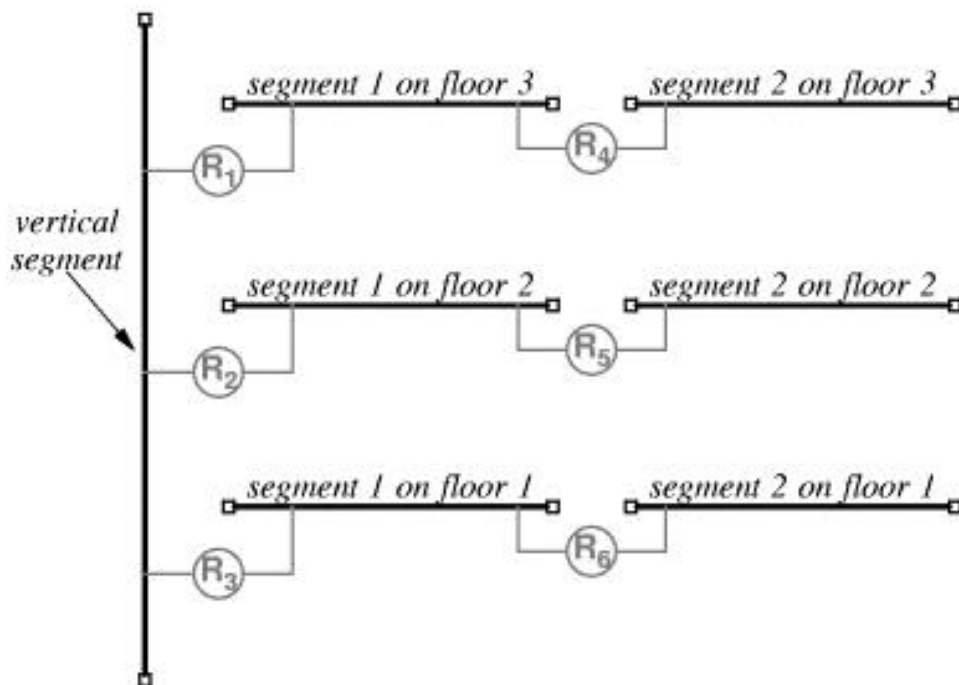 segment 1 on floor 3
segment 2 on floor 3
R1
R4
vertical
segment
segment 1 on floor 2
segment 2 on floor 2
R2
R5
segment 1 on floor 1
segment 2 on floor 1
R3
R6